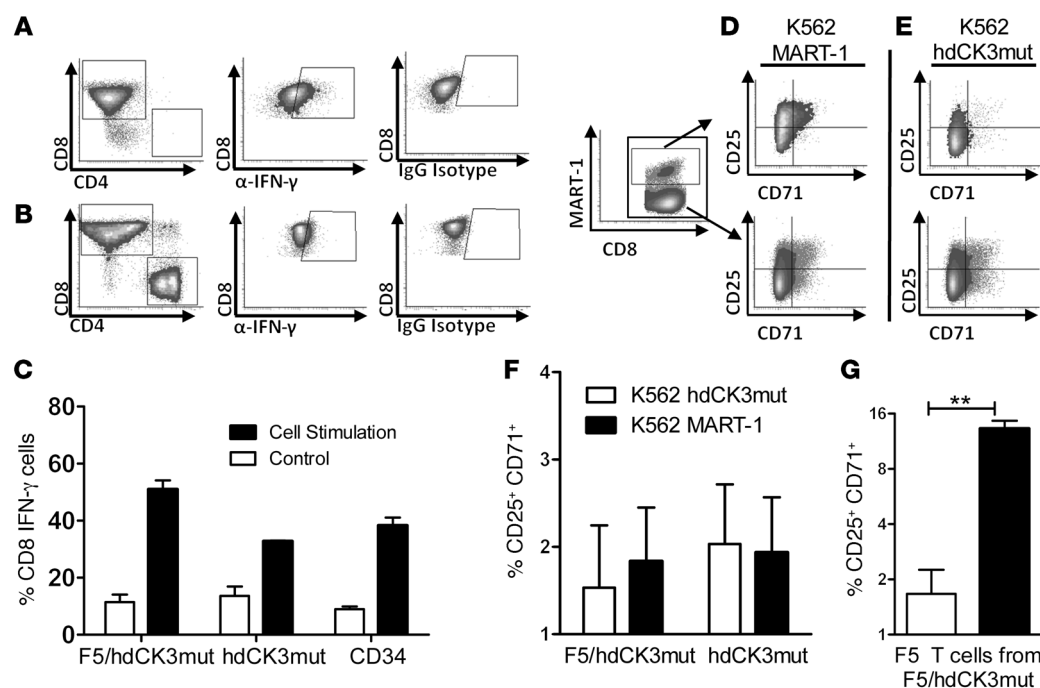 A
CD8
CD4
CD8
α-IFN-γ
CD8
IgG Isotype
B
CD8
CD4
CD8
α-IFN-γ
CD8
IgG Isotype
MART-1
CD8
D
K562
MART-1
CD25
CD71
CD25
CD71
E
K562
hdCK3mut
CD25
CD71
CD25
CD71
C
% CD8 IFN-γ cells
80
60
40
20
0
Cell Stimulation
Control
F5/hdCK3mut
hdCK3mut
CD34
F
% CD25+ CD71+
4
3
2
1
K562 hdCK3mut
K562 MART-1
F5/hdCK3mut
hdCK3mut
G
% CD25+ CD71+
16
8
4
2
1
**
F5 T cells from
F5/hdCK3mut